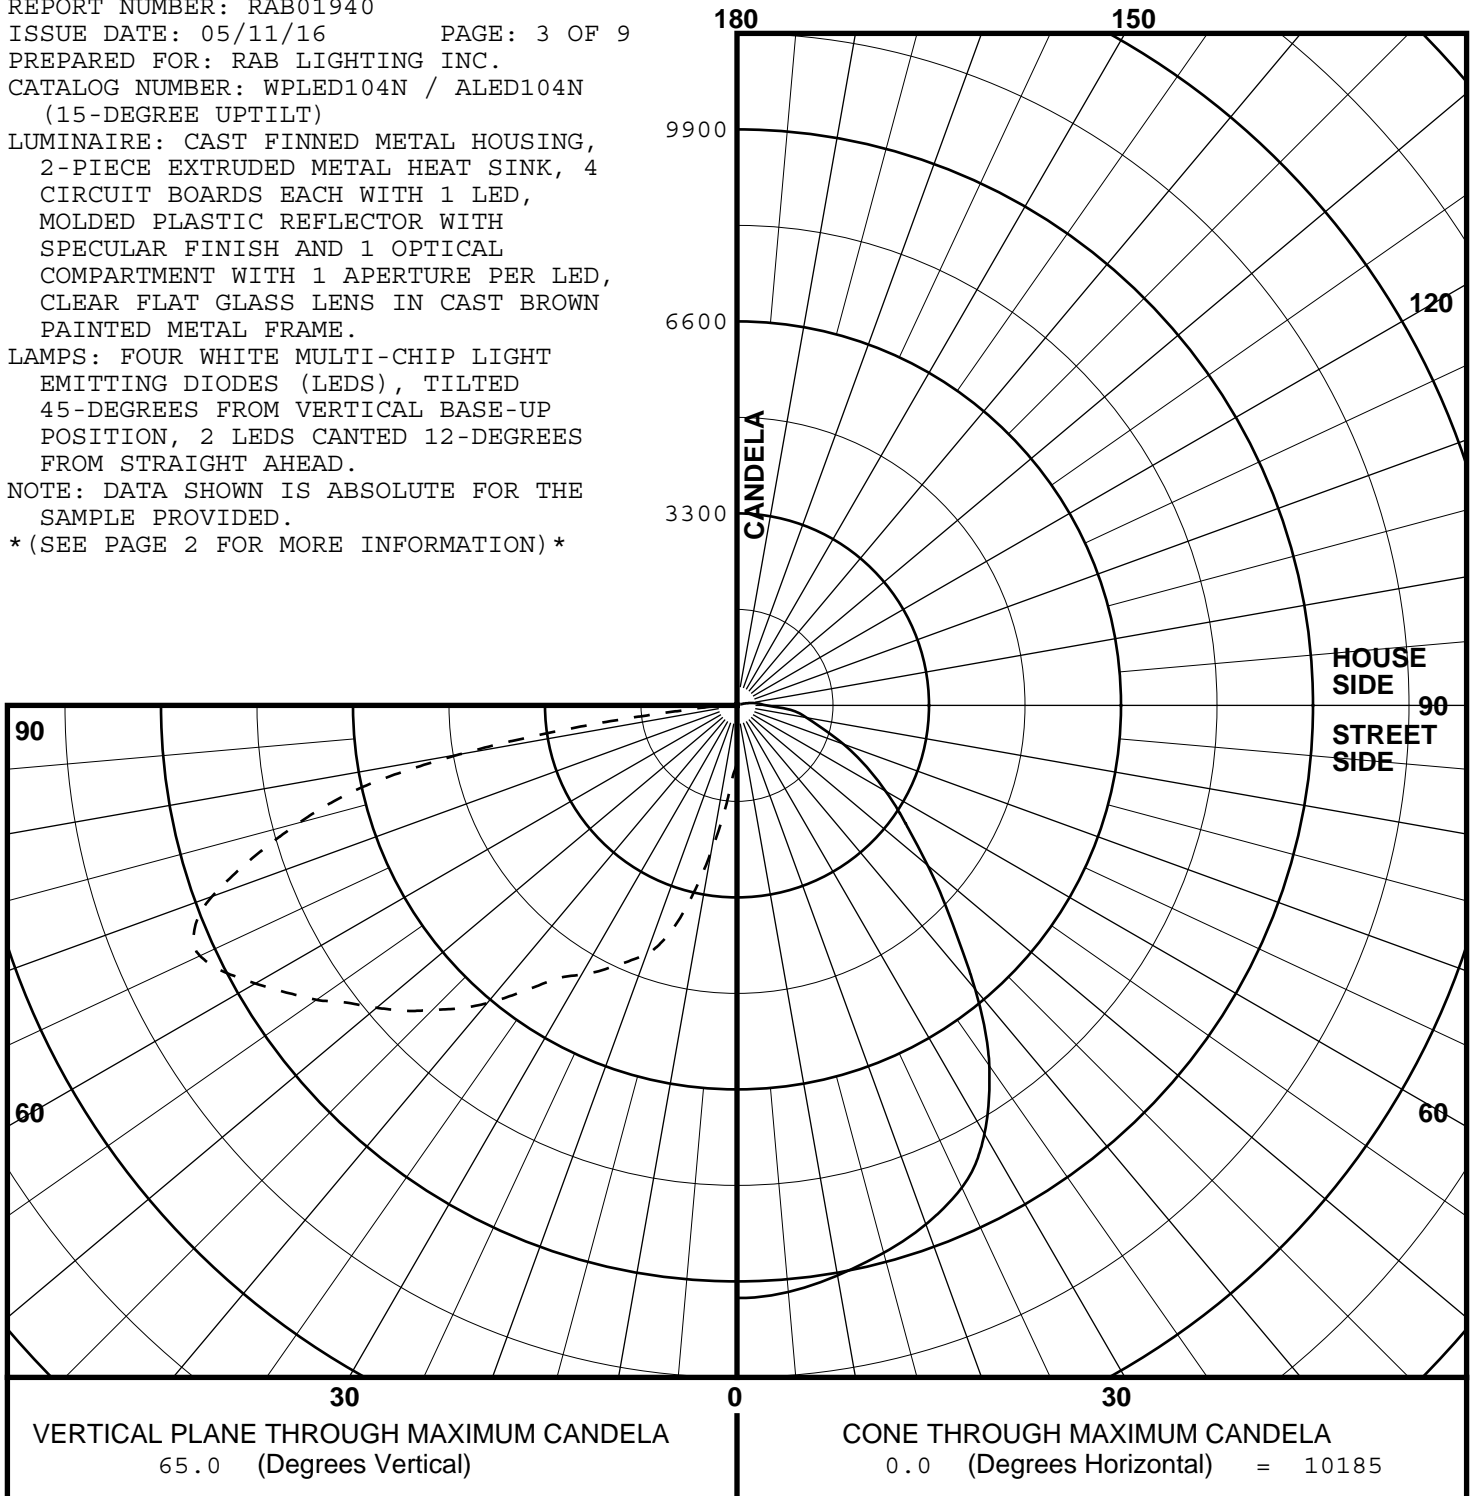 REPORT NUMBER: RAB01940
ISSUE DATE: 05/11/16 PAGE: 3 OF 9
PREPARED FOR: RAB LIGHTING INC.
CATALOG NUMBER: WPLED104N / ALED104N
(15-DEGREE UPTILT)
LUMINAIRE: CAST FINNED METAL HOUSING,
2-PIECE EXTRUDED METAL HEAT SINK, 4
CIRCUIT BOARDS EACH WITH 1 LED,
MOLDED PLASTIC REFLECTOR WITH
SPECULAR FINISH AND 1 OPTICAL
COMPARTMENT WITH 1 APERTURE PER LED,
CLEAR FLAT GLASS LENS IN CAST BROWN
PAINTED METAL FRAME.
LAMPS: FOUR WHITE MULTI-CHIP LIGHT
EMITTING DIODES (LEDS), TILTED
45-DEGREES FROM VERTICAL BASE-UP
POSITION, 2 LEDS CANTED 12-DEGREES
FROM STRAIGHT AHEAD.
NOTE: DATA SHOWN IS ABSOLUTE FOR THE
SAMPLE PROVIDED.
*(SEE PAGE 2 FOR MORE INFORMATION)*
180
150
9900
120
6600
CANDELA
3300
HOUSE
SIDE
90
90
STREET
SIDE
60
60
30
0
30
VERTICAL PLANE THROUGH MAXIMUM CANDELA
65.0 (Degrees Vertical)
CONE THROUGH MAXIMUM CANDELA
0.0 (Degrees Horizontal) = 10185